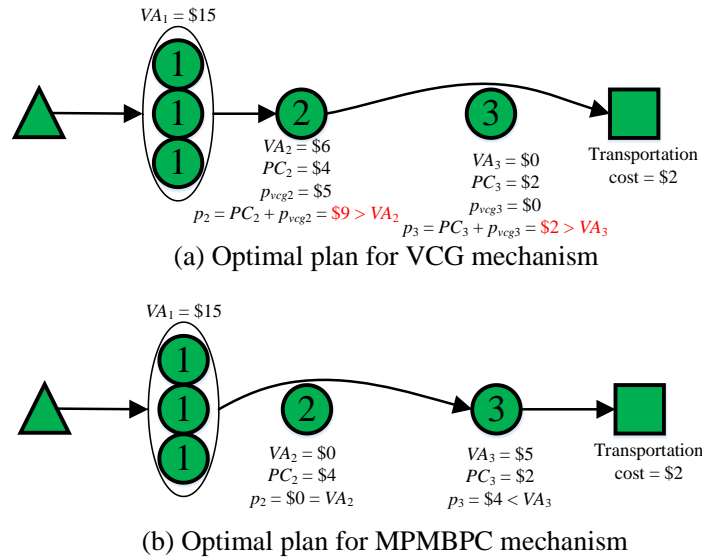 VA₁ = $15
1
1
1
2
3
VA₂ = $6
PC₂ = $4
pvcg2 = $5
p₂ = PC₂ + pvcg2 = $9 > VA₂
VA₃ = $0
PC₃ = $2
pvcg3 = $0
p₃ = PC₃ + pvcg3 = $2 > VA₃
Transportation
cost = $2
(a) Optimal plan for VCG mechanism
VA₁ = $15
1
1
1
2
3
VA₂ = $0
PC₂ = $4
p₂ = $0 = VA₂
VA₃ = $5
PC₃ = $2
p₃ = $4 < VA₃
Transportation
cost = $2
(b) Optimal plan for MPMBPC mechanism